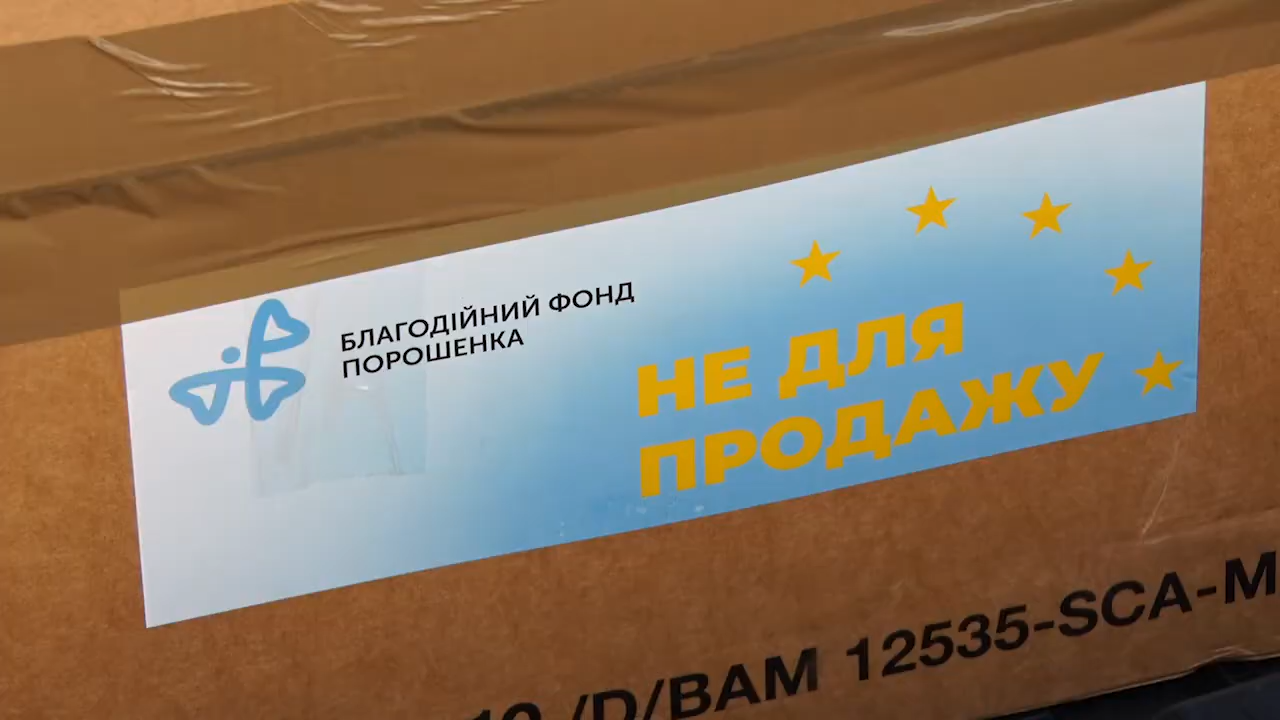 БЛАГОДІЙНИЙ ФОНД
ПОРОШЕНКА
НЕ ДЛЯ
ПРОДАЖУ
/D/BAM 12535-SCA-M